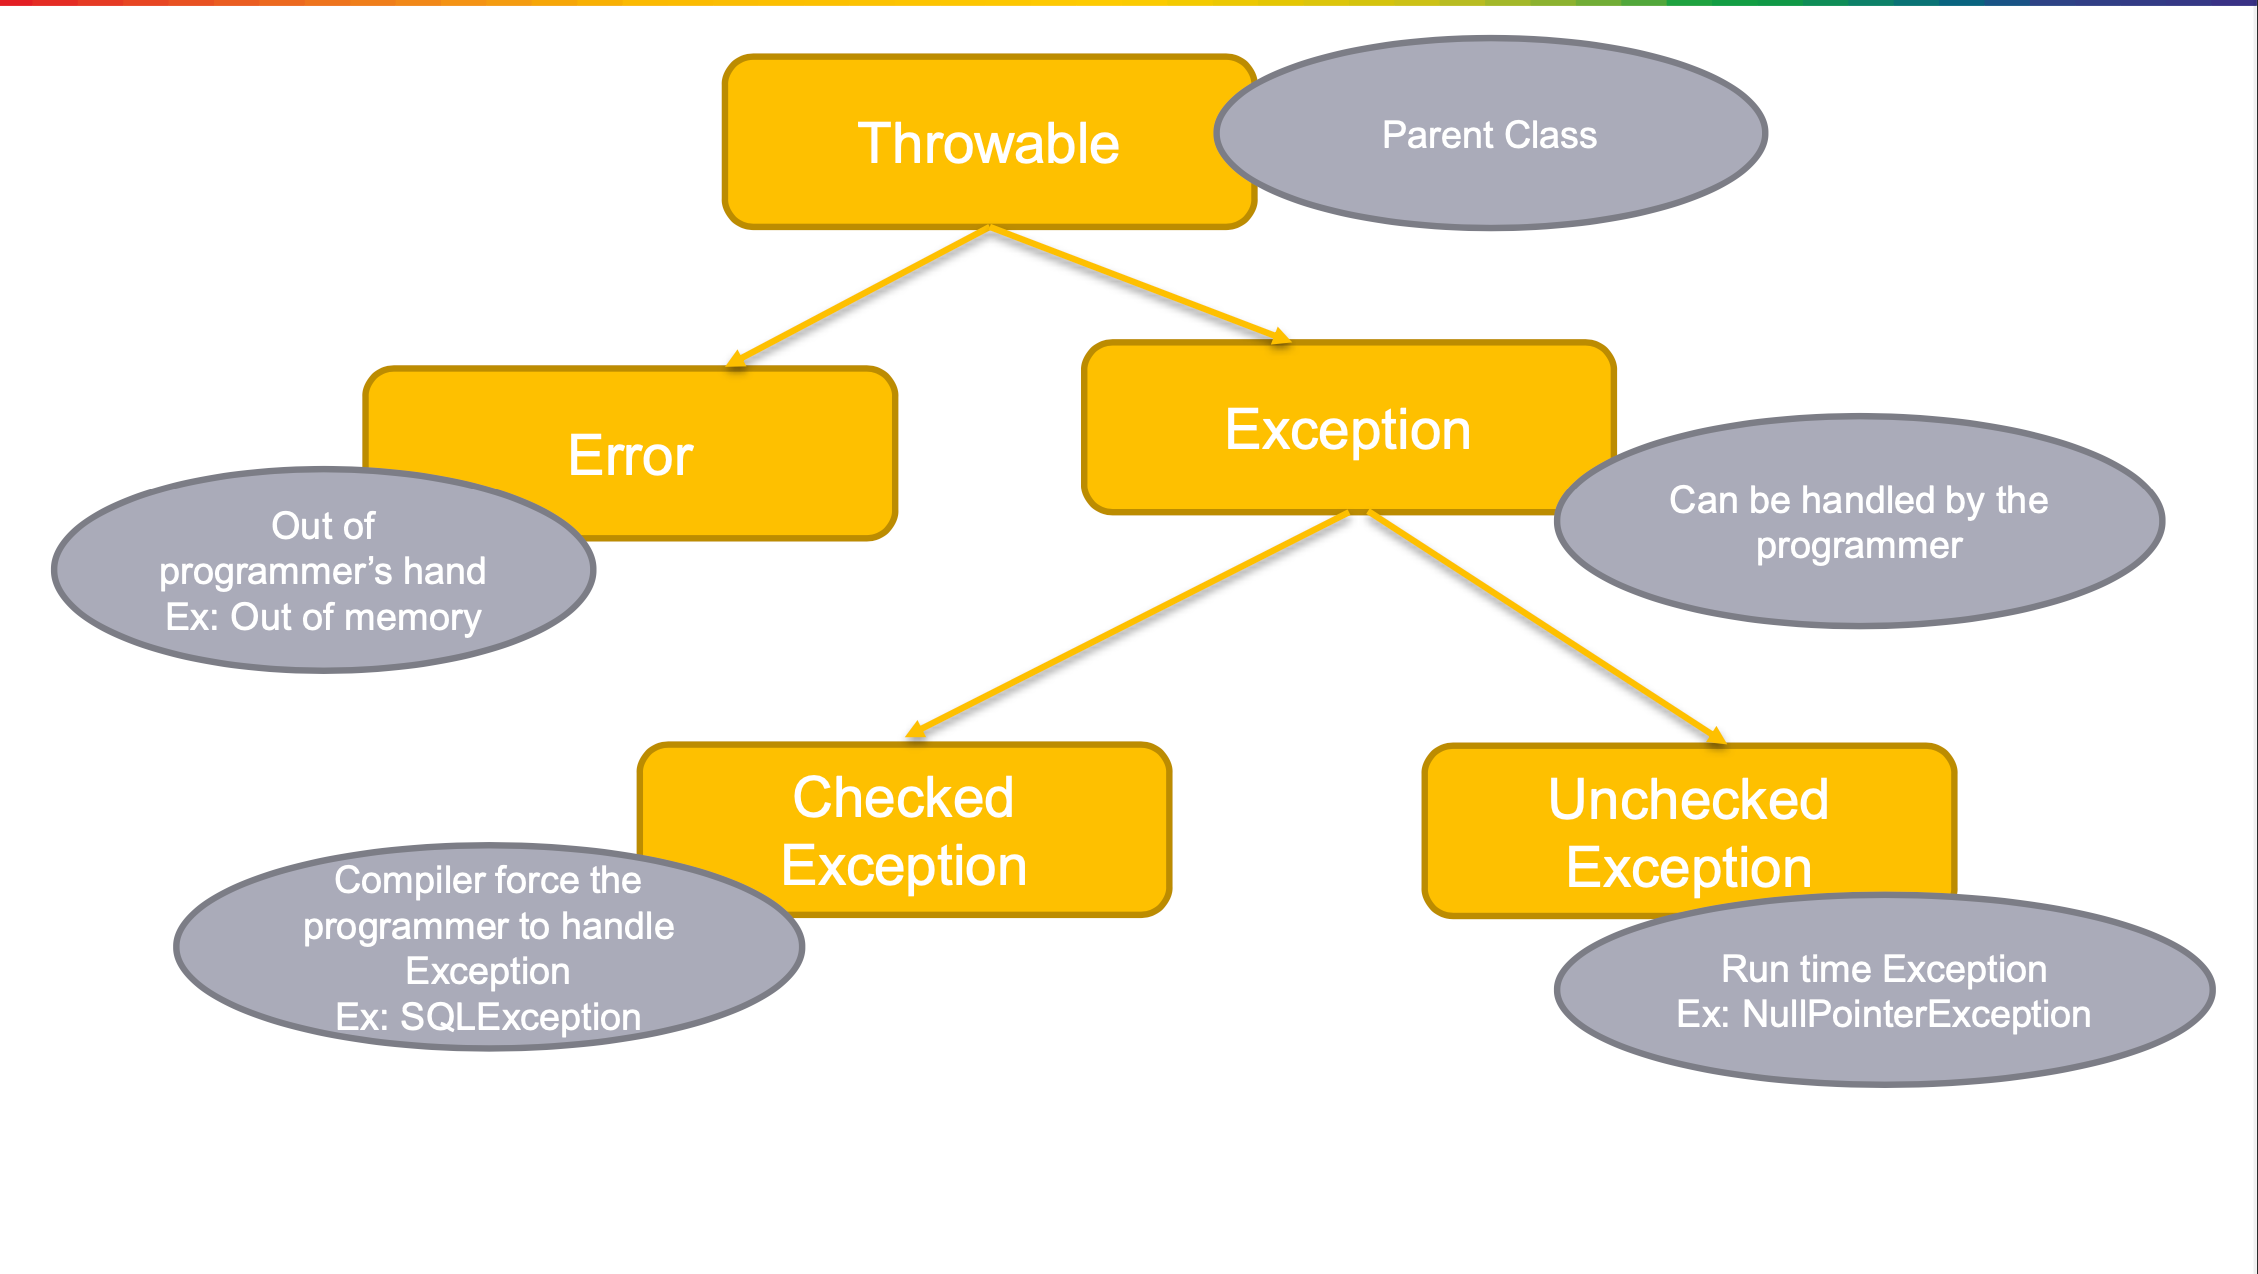 Throwable
Parent Class
Error
Exception
Out of
programmer’s hand
Ex: Out of memory
Can be handled by the
programmer
Checked
Exception
Unchecked
Exception
Compiler force the
programmer to handle
Exception
Ex: SQLException
Run time Exception
Ex: NullPointerException